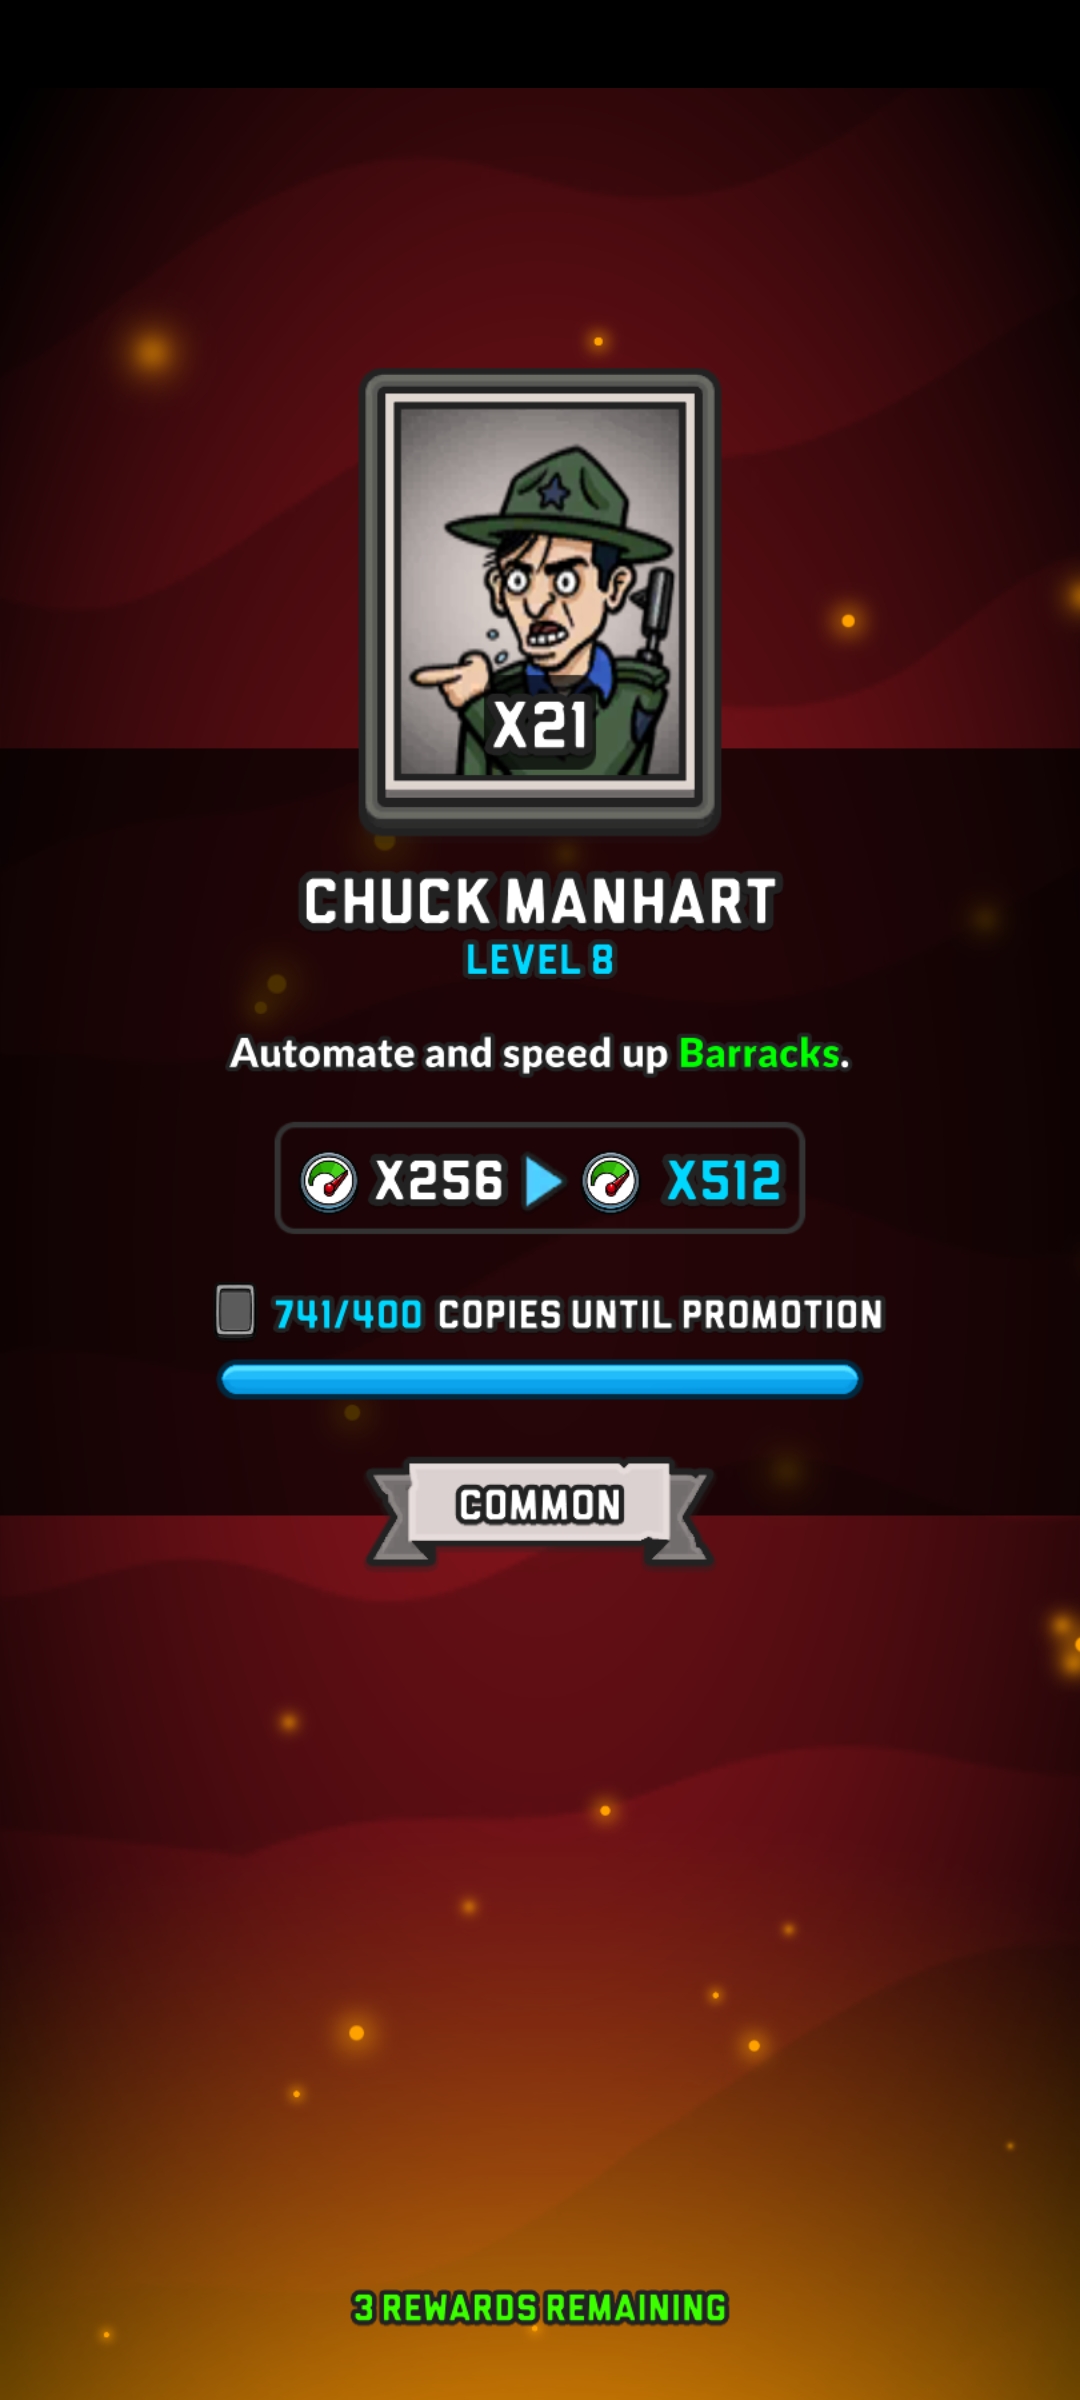 X21
CHUCK MANHART
LEVEL 8
Automate and speed up Barracks.
X256 X512
741/400 COPIES UNTIL PROMOTION
COMMON
3 REWARDS REMAINING